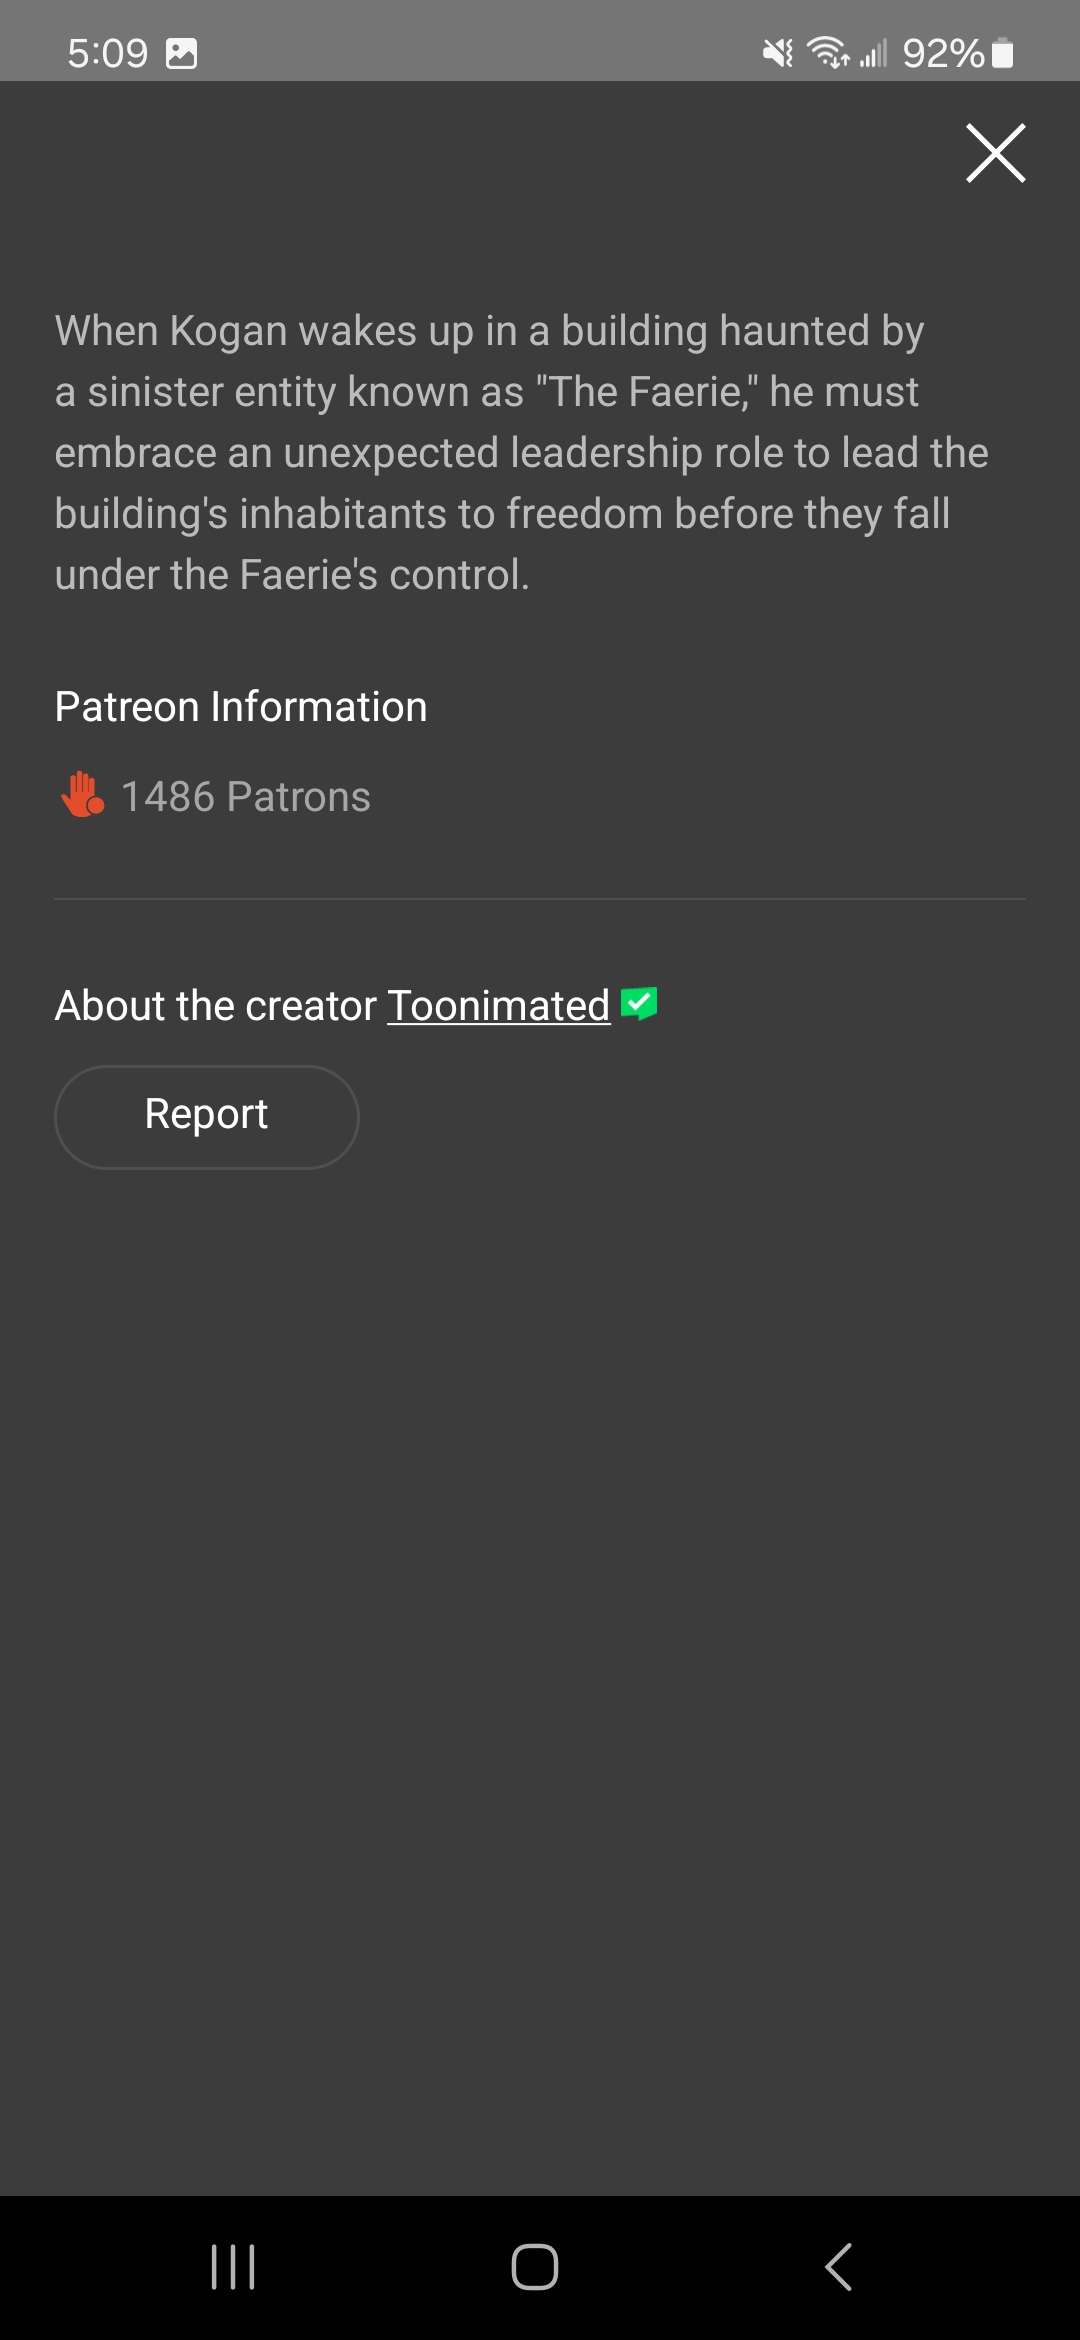 5:09
92%
When Kogan wakes up in a building haunted by
a sinister entity known as "The Faerie," he must
embrace an unexpected leadership role to lead the
building's inhabitants to freedom before they fall
under the Faerie's control.
Patreon Information
1486 Patrons
About the creator Toonimated
Report